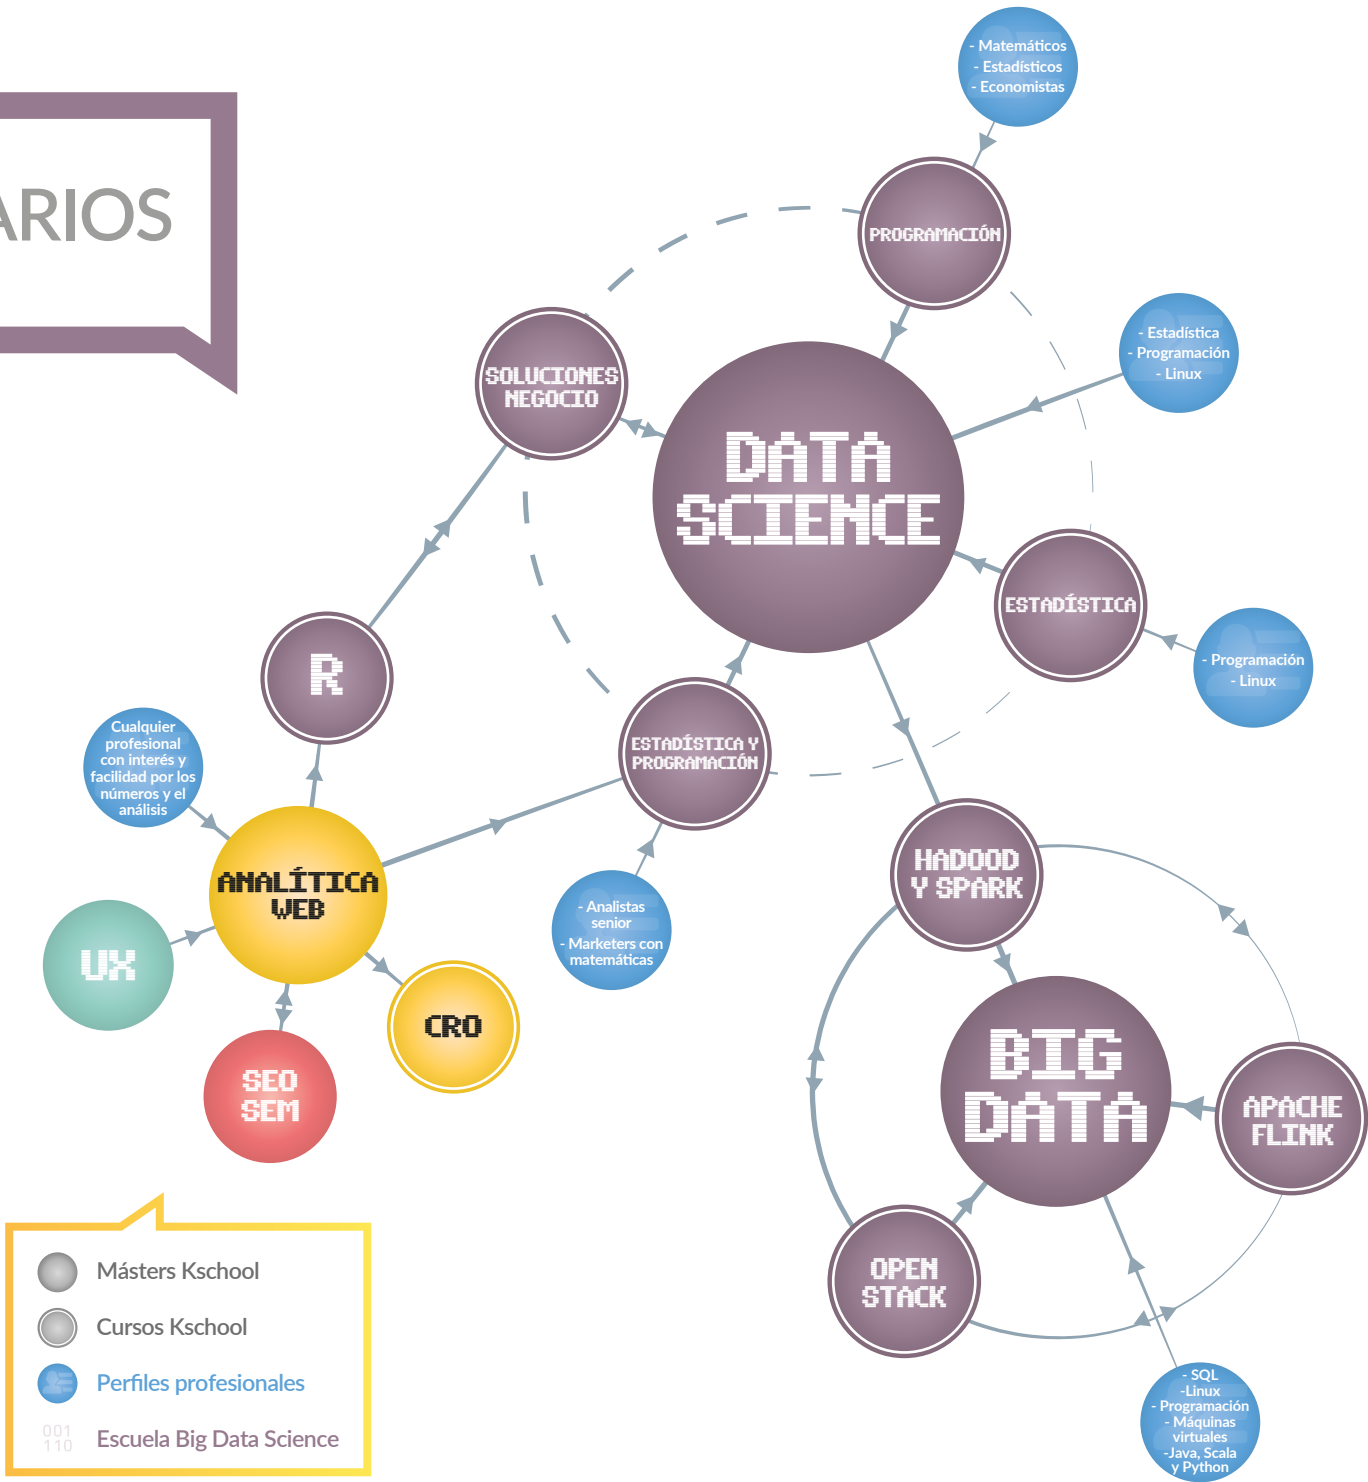 ARIOS
- Matemáticos
- Estadísticos
- Economistas
PROGRAMACIÓN
- Estadística
- Programación
- Linux
SOLUCIONES
NEGOCIO
DATA
SCIENCE
ESTADÍSTICA
- Programación
- Linux
R
ESTADÍSTICA Y
PROGRAMACIÓN
Cualquier
profesional
con interés y
facilidad por los
números y el
análisis
ANALÍTICA
WEB
HADOOD
Y SPARK
- Analistas
senior
- Marketers con
matemáticas
UX
CRO
SEO
SEM
BIG
DATA
APACHE
FLINK
OPEN
STACK
- SQL
-Linux
- Programación
- Máquinas
virtuales
-Java, Scala
y Python
Másters Kschool
Cursos Kschool
Perfiles profesionales
001
110
Escuela Big Data Science